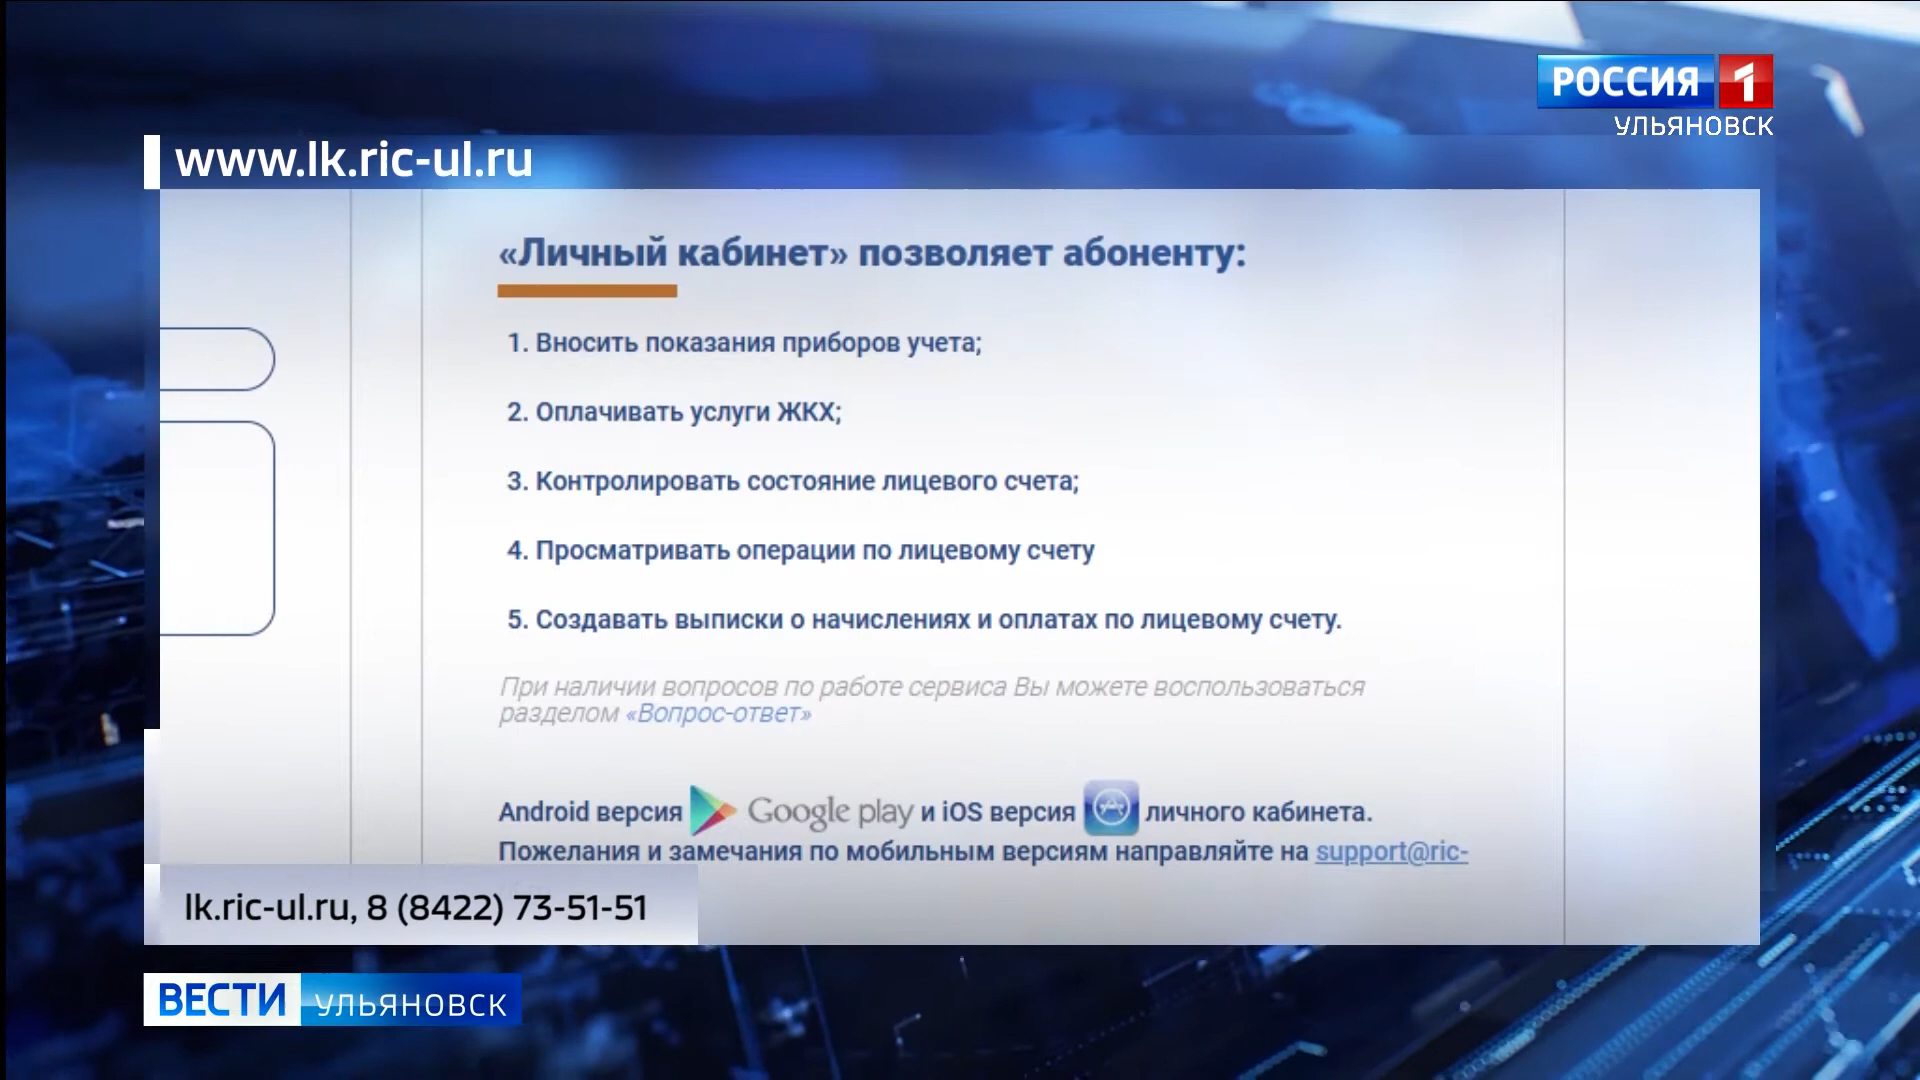 РОССИЯ 1
УЛЬЯНОВСК
www.lk.ric-ul.ru
«Личный кабинет» позволяет абоненту:
1. Вносить показания приборов учета;
2. Оплачивать услуги ЖКХ;
3. Контролировать состояние лицевого счета;
4. Просматривать операции по лицевому счету
5. Создавать выписки о начислениях и оплатах по лицевому счету.
При наличии вопросов по работе сервиса Вы можете воспользоваться
разделом «Вопрос-ответ»
Android версия Google play и iOS версия личного кабинета.
Пожелания и замечания по мобильным версиям направляйте на support@ric-
lk.ric-ul.ru, 8 (8422) 73-51-51
ВЕСТИ УЛЬЯНОВСК